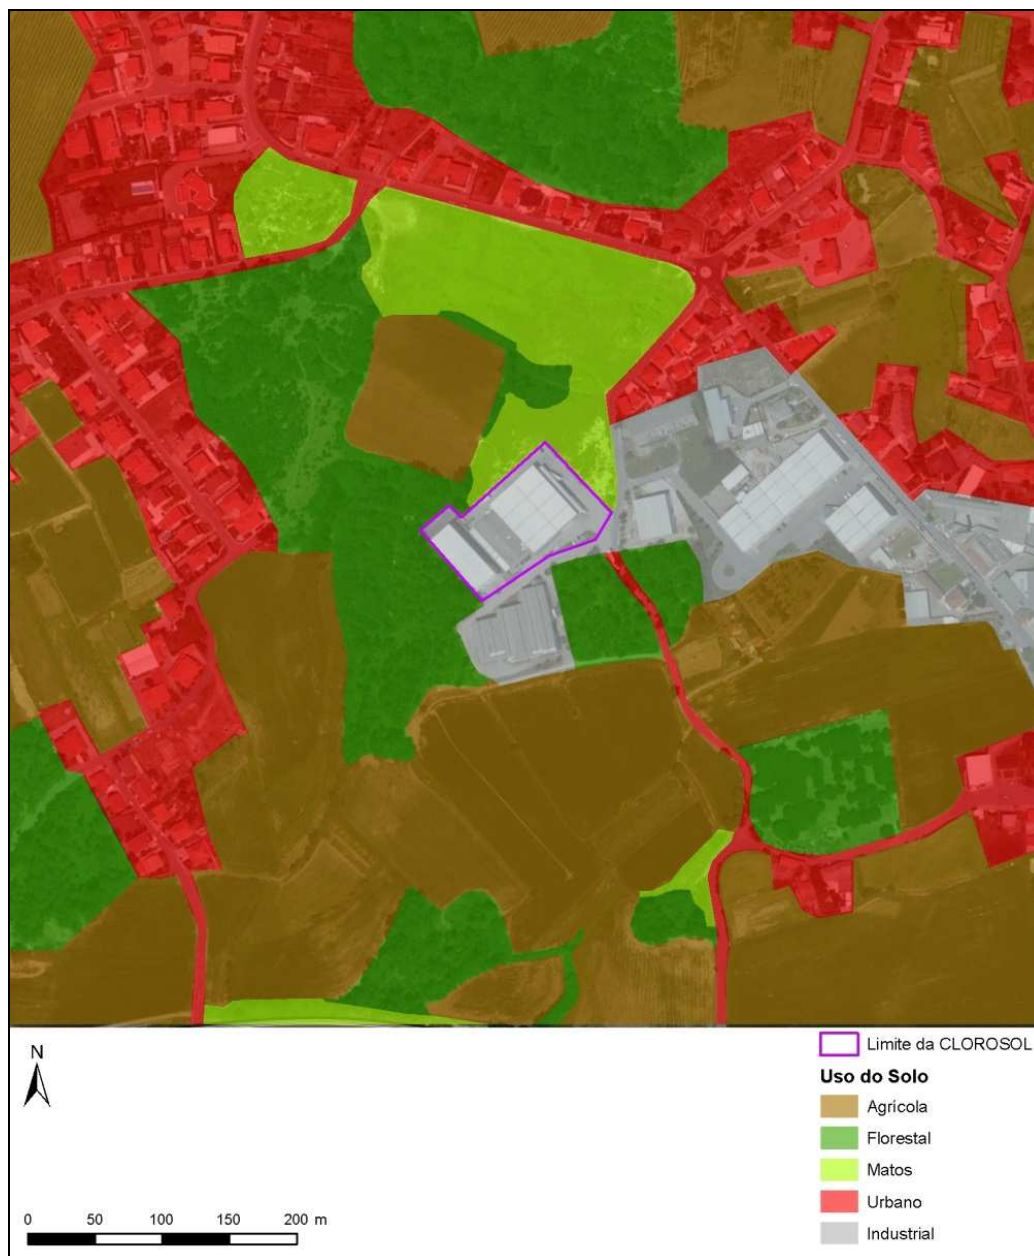 Limite da CLOROSOL
Uso do Solo
Agrícola
Florestal
Matos
Urbano
Industrial
N
0 50 100 150 200 m